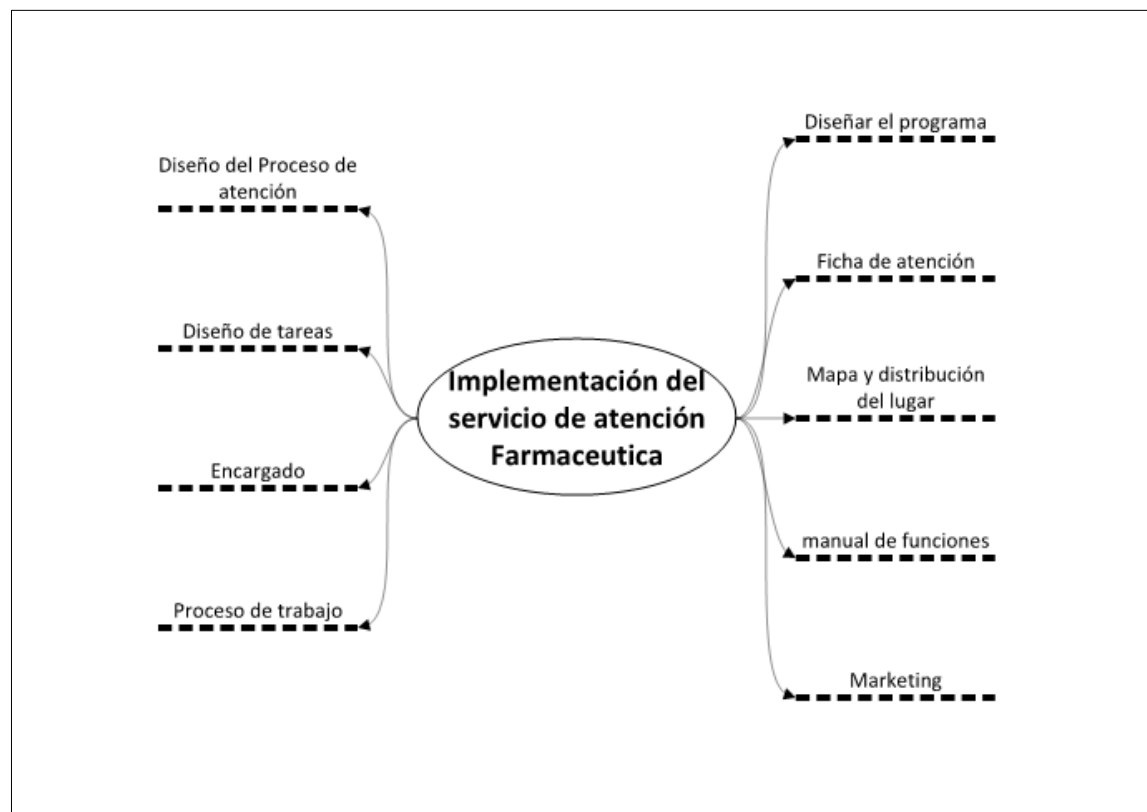 Diseño del Proceso de
atención
Diseño de tareas
Encargado
Proceso de trabajo
Implementación del
servicio de atención
Farmaceutica
Diseñar el programa
Ficha de atención
Mapa y distribución
del lugar
manual de funciones
Marketing